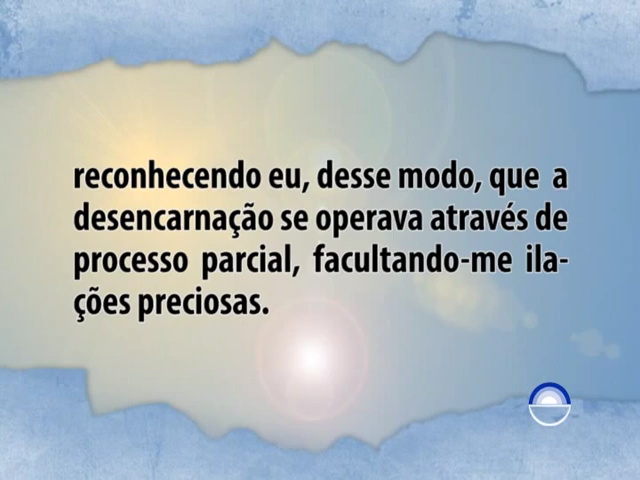 reconhecendo eu, desse modo, que a
desencarnação se operava através de
processo parcial, facultando-me ila-
ções preciosas.